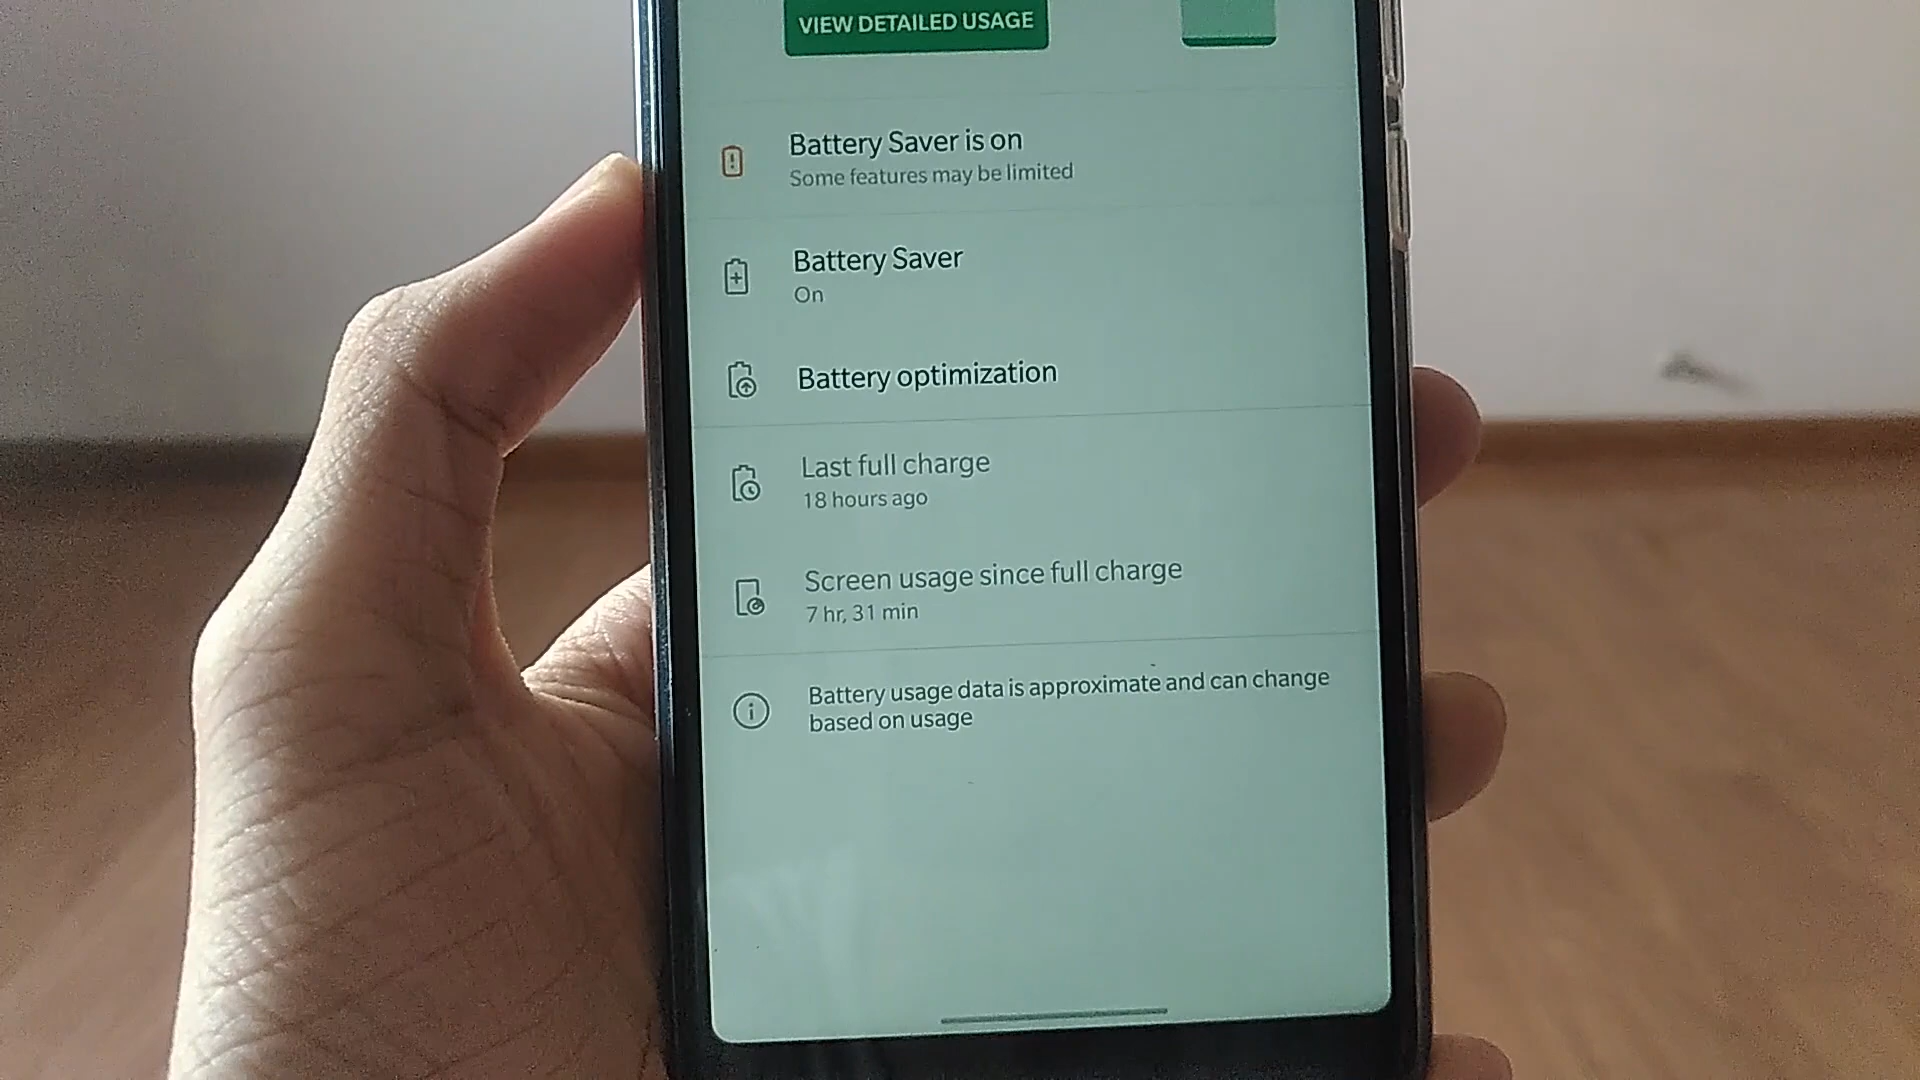 VIEW DETAILED USAGE
Battery Saver is on
Some features may be limited
Battery Saver
On
Battery optimization
Last full charge
18 hours ago
Screen usage since full charge
7 hr, 31 min
Battery usage data is approximate and can change
based on usage